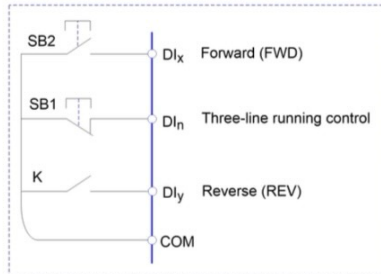 SB2 DIx Forward (FWD)
SB1 DIn Three-line running control
K DIy Reverse (REV)
COM